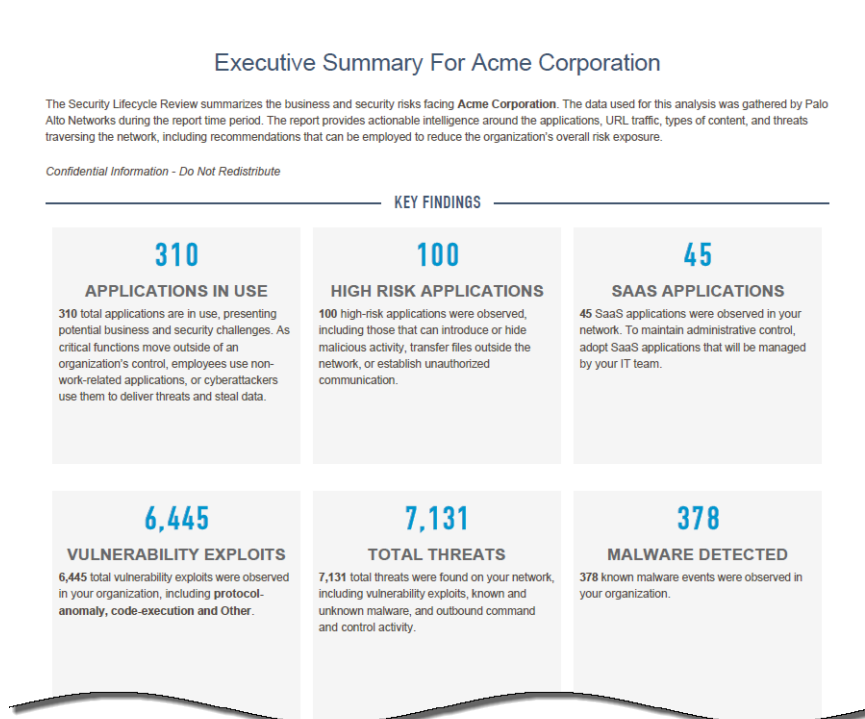 Executive Summary For Acme Corporation
The Security Lifecycle Review summarizes the business and security risks facing Acme Corporation. The data used for this analysis was gathered by Palo
Alto Networks during the report time period. The report provides actionable intelligence around the applications, URL traffic, types of content, and threats
traversing the network, including recommendations that can be employed to reduce the organization's overall risk exposure.
Confidential Information - Do Not Redistribute
KEY FINDINGS
310
APPLICATIONS IN USE
310 total applications are in use, presenting
potential business and security challenges. As
critical functions move outside of an
organization's control, employees use non-
work-related applications, or cyberattackers
use them to deliver threats and steal data.
100
HIGH RISK APPLICATIONS
100 high-risk applications were observed,
including those that can introduce or hide
malicious activity, transfer files outside the
network, or establish unauthorized
communication.
45
SAAS APPLICATIONS
45 SaaS applications were observed in your
network. To maintain administrative control,
adopt SaaS applications that will be managed
by your IT team.
6,445
VULNERABILITY EXPLOITS
6,445 total vulnerability exploits were observed
in your organization, including protocol-
anomaly, code-execution and Other.
7,131
TOTAL THREATS
7,131 total threats were found on your network,
including vulnerability exploits, known and
unknown malware, and outbound command
and control activity.
378
MALWARE DETECTED
378 known malware events were observed in
your organization.